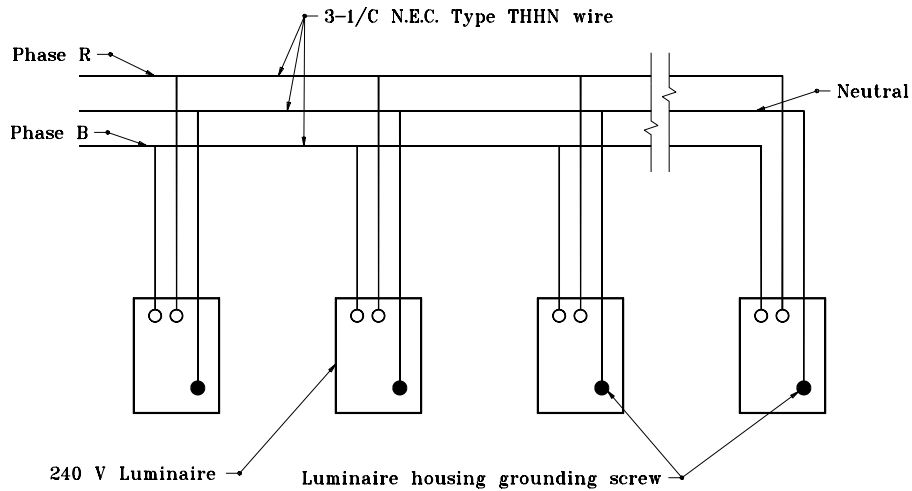 3-1/C N.E.C. Type THHN wire
Phase R
Neutral
Phase B
240 V Luminaire
Luminaire housing grounding screw